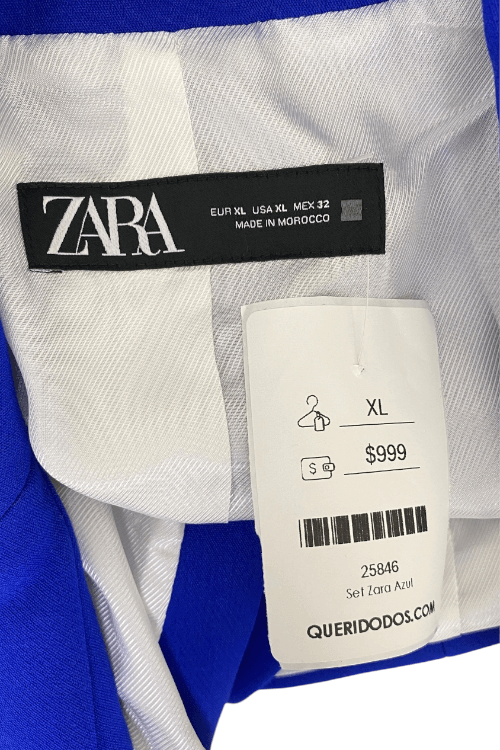 ZARA
EUR XL USA XL MEX 32
MADE IN MOROCCO
XL
$
$999
25846
Set Zara Azul
QUERIDODOS.COM